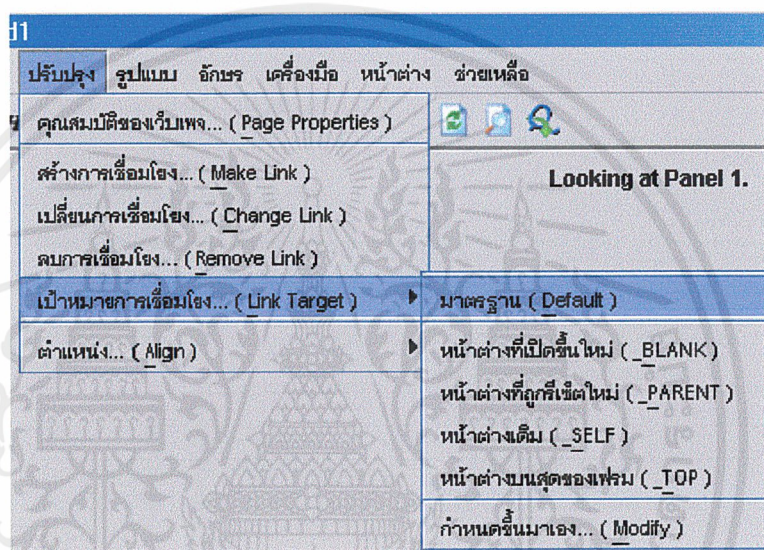 d1
ปรับปรุง รูปแบบ อักษร เครื่องมือ หน้าต่าง ช่วยเหลือ
คุณสมบัติของเว็บเพจ... ( Page Properties )
สร้างการเชื่อมโยง... ( Make Link )
Looking at Panel 1.
เปลี่ยนการเชื่อมโยง... ( Change Link )
ลบการเชื่อมโยง... ( Remove Link )
เป้าหมายการเชื่อมโยง... ( Link Target )
มาตรฐาน ( Default )
ตำแหน่ง... ( Align )
หน้าต่างที่เปิดขึ้นใหม่ ( _BLANK )
หน้าต่างที่ถูกรีเซ็ตใหม่ ( _PARENT )
หน้าต่างเดิม ( _SELF )
หน้าต่างบนสุดของเฟรม ( _TOP )
กำหนดขึ้นมาเอง... ( Modify )